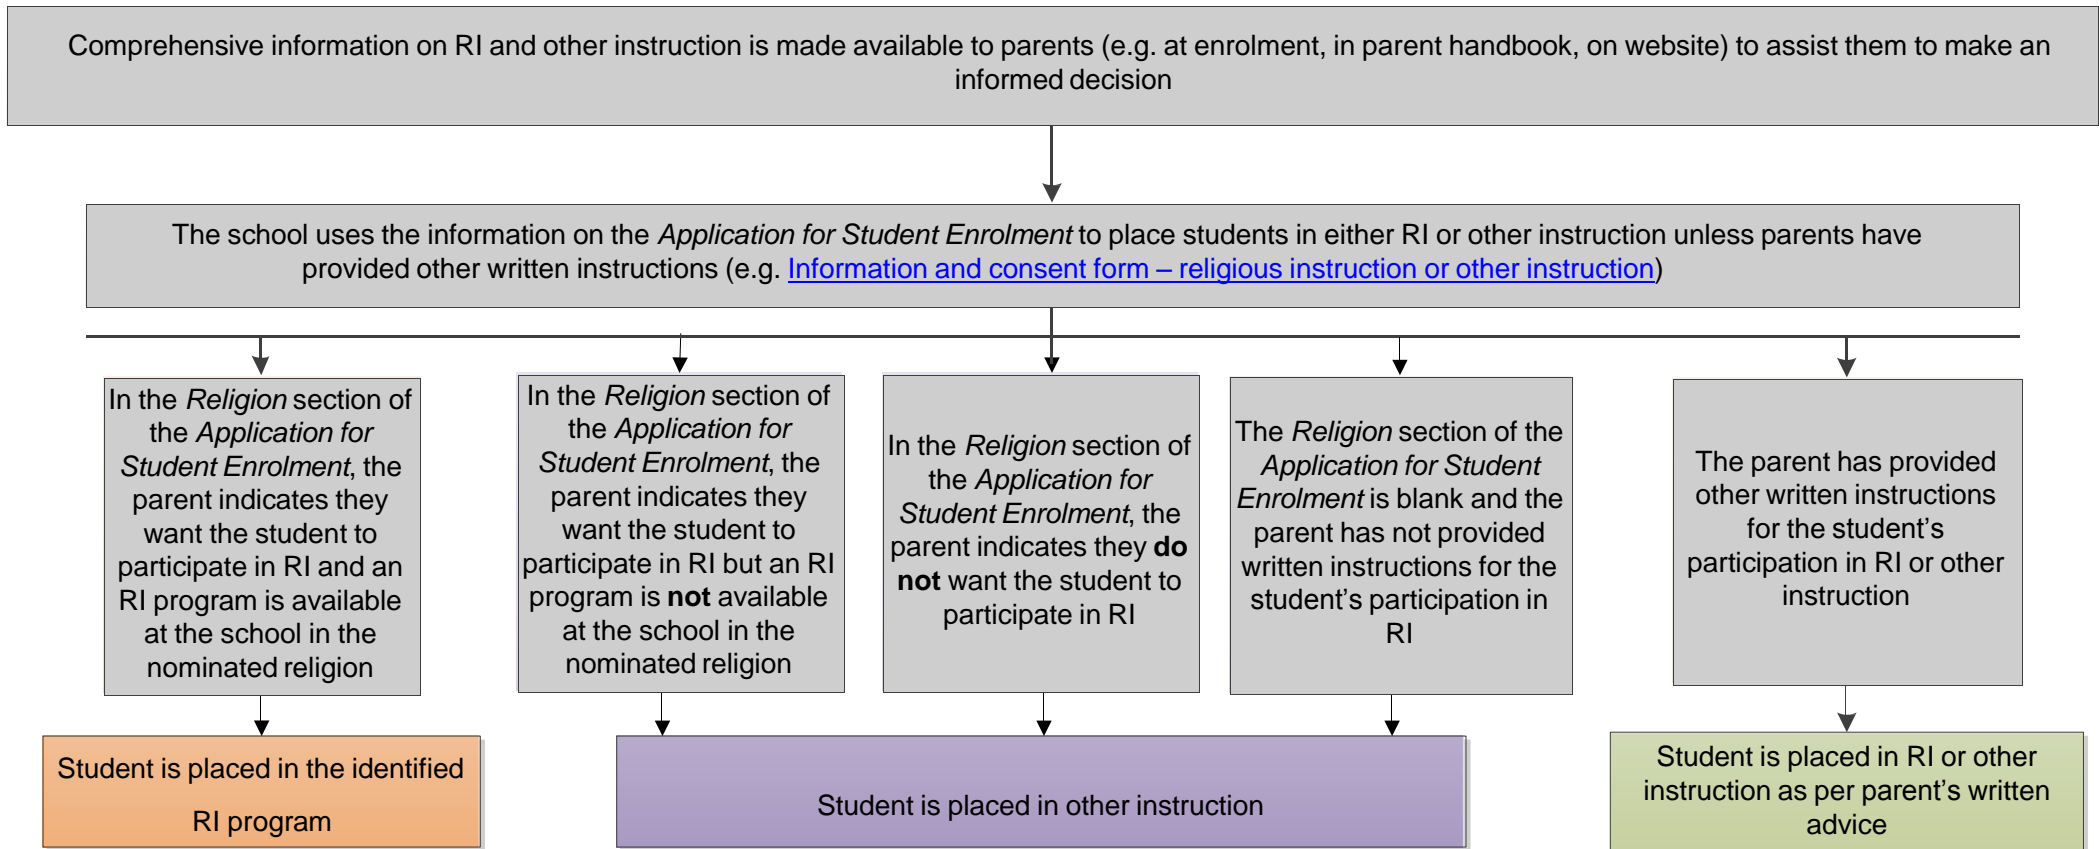 Comprehensive information on RI and other instruction is made available to parents (e.g. at enrolment, in parent handbook, on website) to assist them to make an
informed decision
The school uses the information on the Application for Student Enrolment to place students in either RI or other instruction unless parents have
provided other written instructions (e.g. Information and consent form – religious instruction or other instruction)
In the Religion section of
the Application for
Student Enrolment, the
parent indicates they
want the student to
participate in RI and an
RI program is available
at the school in the
nominated religion
In the Religion section of
the Application for
Student Enrolment, the
parent indicates they
want the student to
participate in RI but an RI
program is not available
at the school in the
nominated religion
In the Religion section of
the Application for
Student Enrolment, the
parent indicates they do
not want the student to
participate in RI
The Religion section of the
Application for Student
Enrolment is blank and the
parent has not provided
written instructions for the
student’s participation in
RI
The parent has provided
other written instructions
for the student’s
participation in RI or other
instruction
Student is placed in the identified
RI program
Student is placed in other instruction
Student is placed in RI or other
instruction as per parent’s written
advice